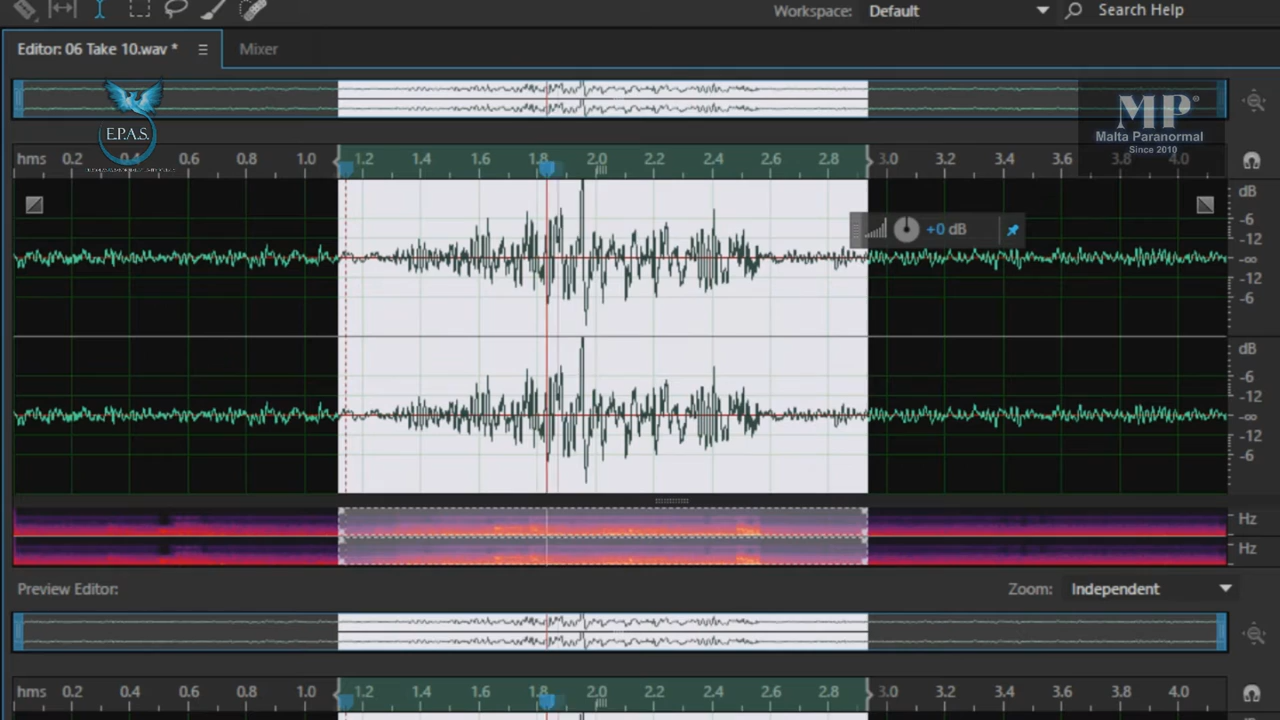 Workspace: Default Search Help
Editor: 06 Take 10.wav * Mixer
E.P.A.S.
MP®
Malta Paranormal
Since 2010
hms 0.2 0.4 0.6 0.8 1.0 1.2 1.4 1.6 1.8 2.0 2.2 2.4 2.6 2.8 3.0 3.2 3.4 3.6 3.8 4.0
dB
-6
+0 dB
-12
-∞
-12
-6
dB
-6
-12
-∞
-12
-6
Hz
Hz
Preview Editor: Zoom: Independent
hms 0.2 0.4 0.6 0.8 1.0 1.2 1.4 1.6 1.8 2.0 2.2 2.4 2.6 2.8 3.0 3.2 3.4 3.6 3.8 4.0
dB